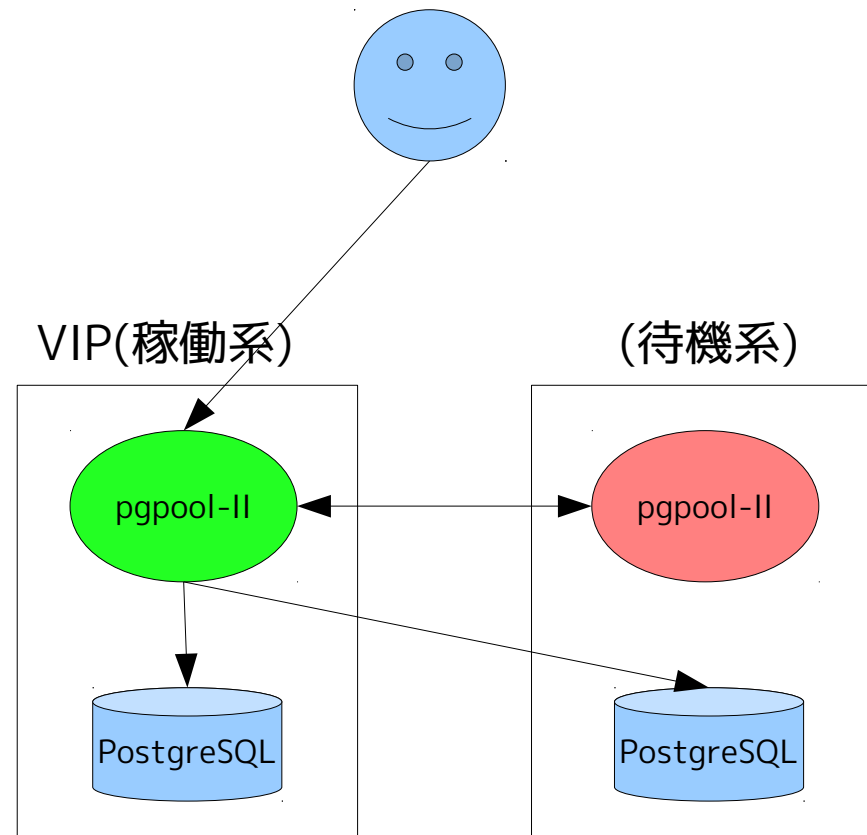 VIP(稼働系)
(待機系)
pgpool-II
pgpool-II
PostgreSQL
PostgreSQL